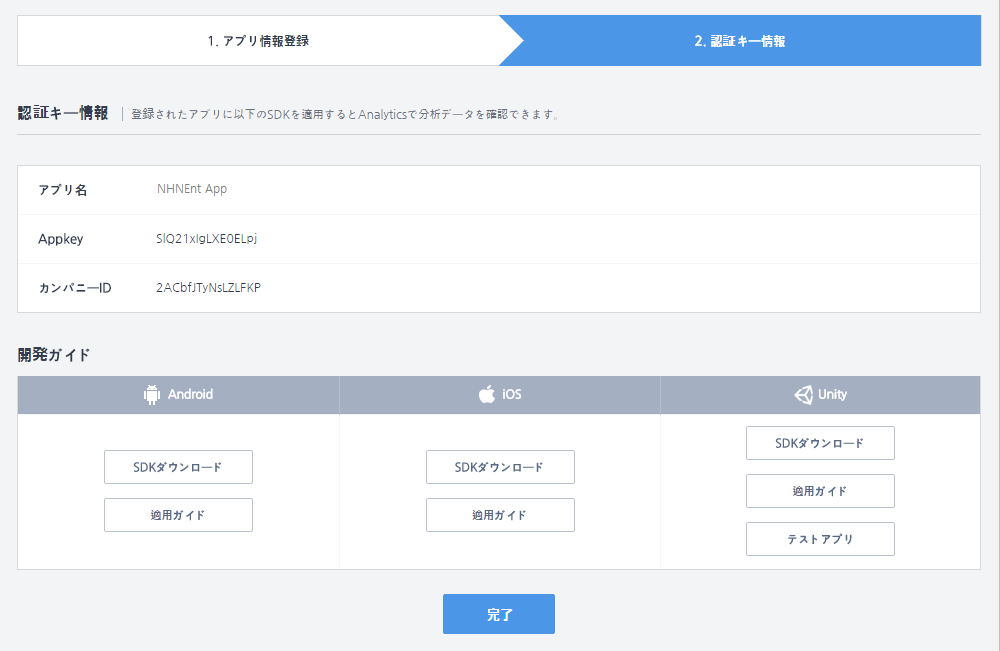 1. アプリ情報登録
2. 認証キー情報
認証キー情報 登録されたアプリに以下のSDKを適用するとAnalyticsで分析データを確認できます。
アプリ名 NHNEnt App
Appkey SlQ21xIgLXE0ELpj
カンパニーID 2ACbfJTyNsLZLFKP
開発ガイド
Android iOS Unity
SDKダウンロード SDKダウンロード SDKダウンロード
適用ガイド 適用ガイド 適用ガイド
テストアプリ
完了